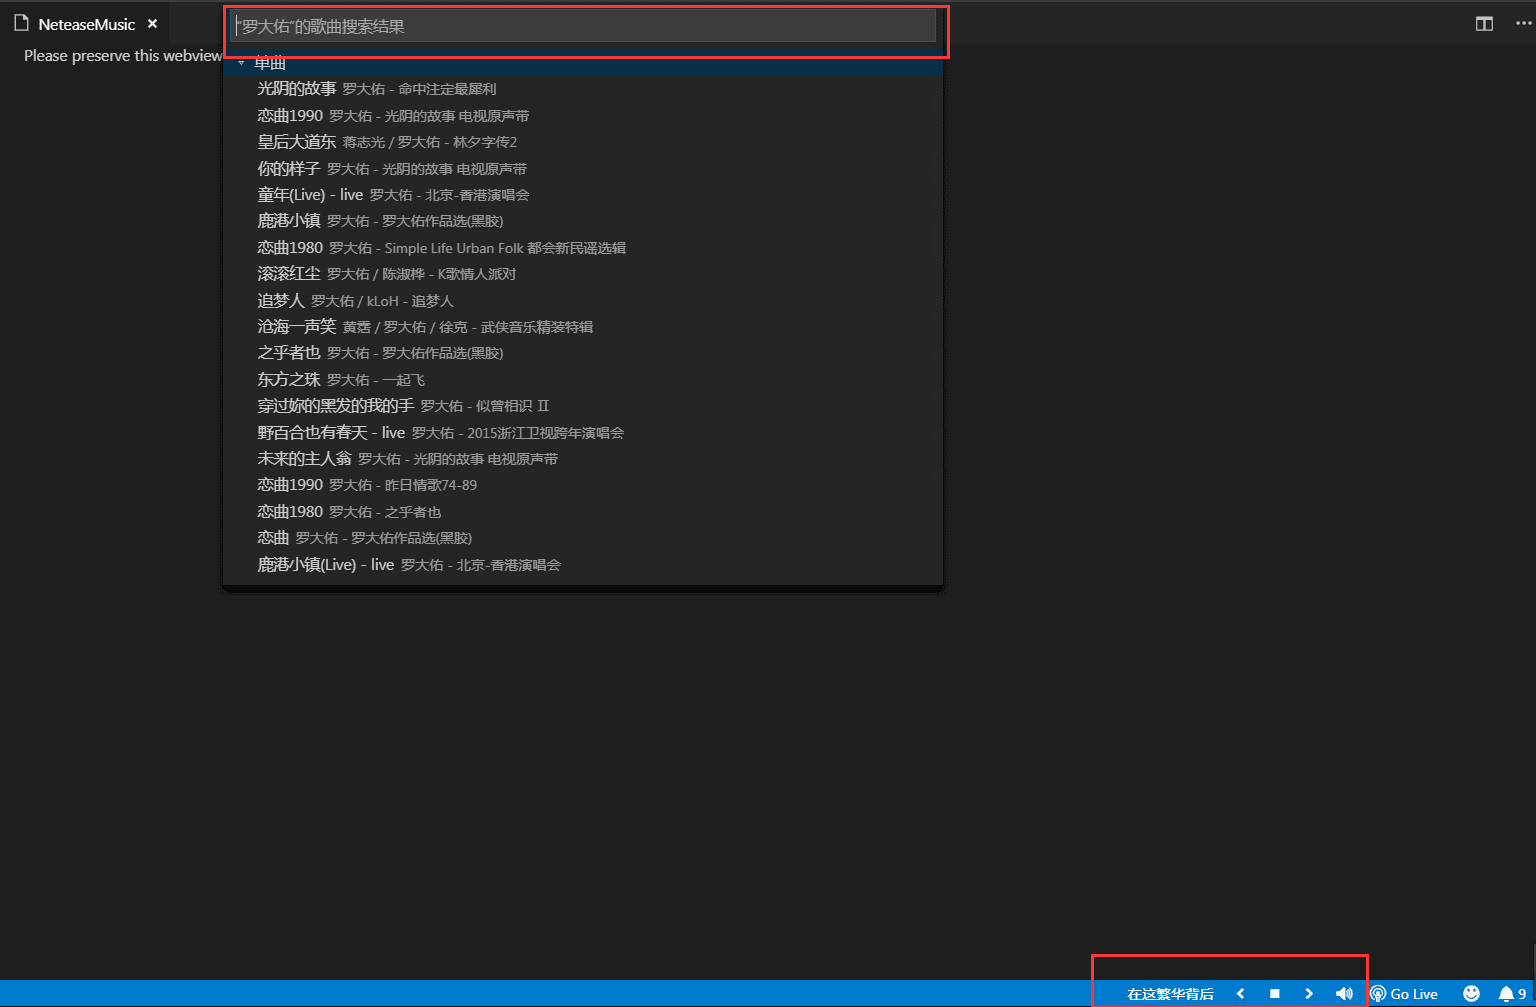 NeteaseMusic
"罗大佑"的歌曲搜索结果
Please preserve this webview
单曲
光阴的故事 罗大佑 - 命中注定最犀利
恋曲1990 罗大佑 - 光阴的故事 电视原声带
皇后大道东 蒋志光 / 罗大佑 - 林夕字传2
你的样子 罗大佑 - 光阴的故事 电视原声带
童年(Live) - live 罗大佑 - 北京-香港演唱会
鹿港小镇 罗大佑 - 罗大佑作品选(黑胶)
恋曲1980 罗大佑 - Simple Life Urban Folk 都会新民谣选辑
滚滚红尘 罗大佑 / 陈淑桦 - K歌情人派对
追梦人 罗大佑 / kLoH - 追梦人
沧海一声笑 黄霑 / 罗大佑 / 徐克 - 武侠音乐精装特辑
之乎者也 罗大佑 - 罗大佑作品选(黑胶)
东方之珠 罗大佑 - 一起飞
穿过妳的黑发的我的手 罗大佑 - 似曾相识 Ⅱ
野百合也有春天 - live 罗大佑 - 2015浙江卫视跨年演唱会
未来的主人翁 罗大佑 - 光阴的故事 电视原声带
恋曲1990 罗大佑 - 昨日情歌74-89
恋曲1980 罗大佑 - 之乎者也
恋曲 罗大佑 - 罗大佑作品选(黑胶)
鹿港小镇(Live) - live 罗大佑 - 北京-香港演唱会
在这繁华背后 Go Live 9